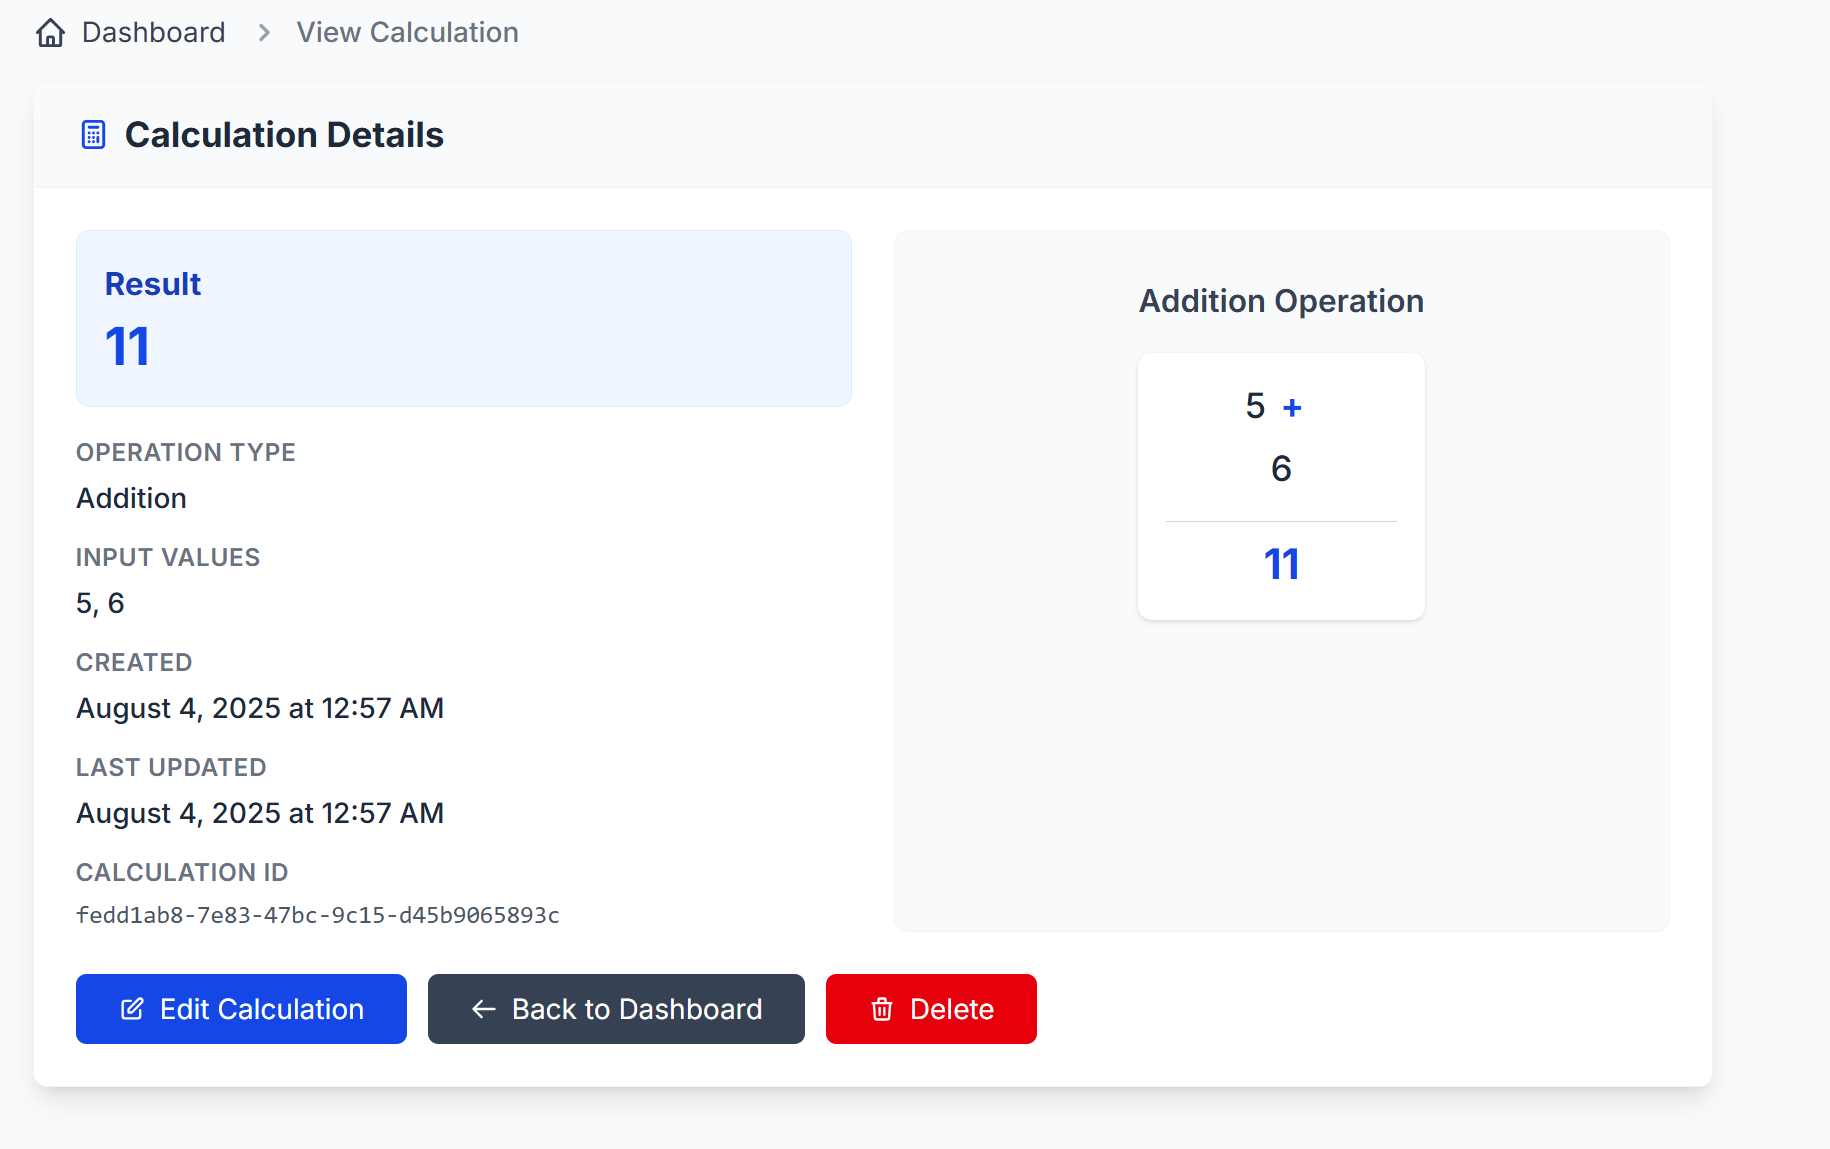 Dashboard
View Calculation
Calculation Details
Result
11
OPERATION TYPE
Addition
INPUT VALUES
5, 6
CREATED
August 4, 2025 at 12:57 AM
LAST UPDATED
August 4, 2025 at 12:57 AM
CALCULATION ID
fedd1ab8-7e83-47bc-9c15-d45b9065893c
Addition Operation
5 +
6
11
Edit Calculation
Back to Dashboard
Delete